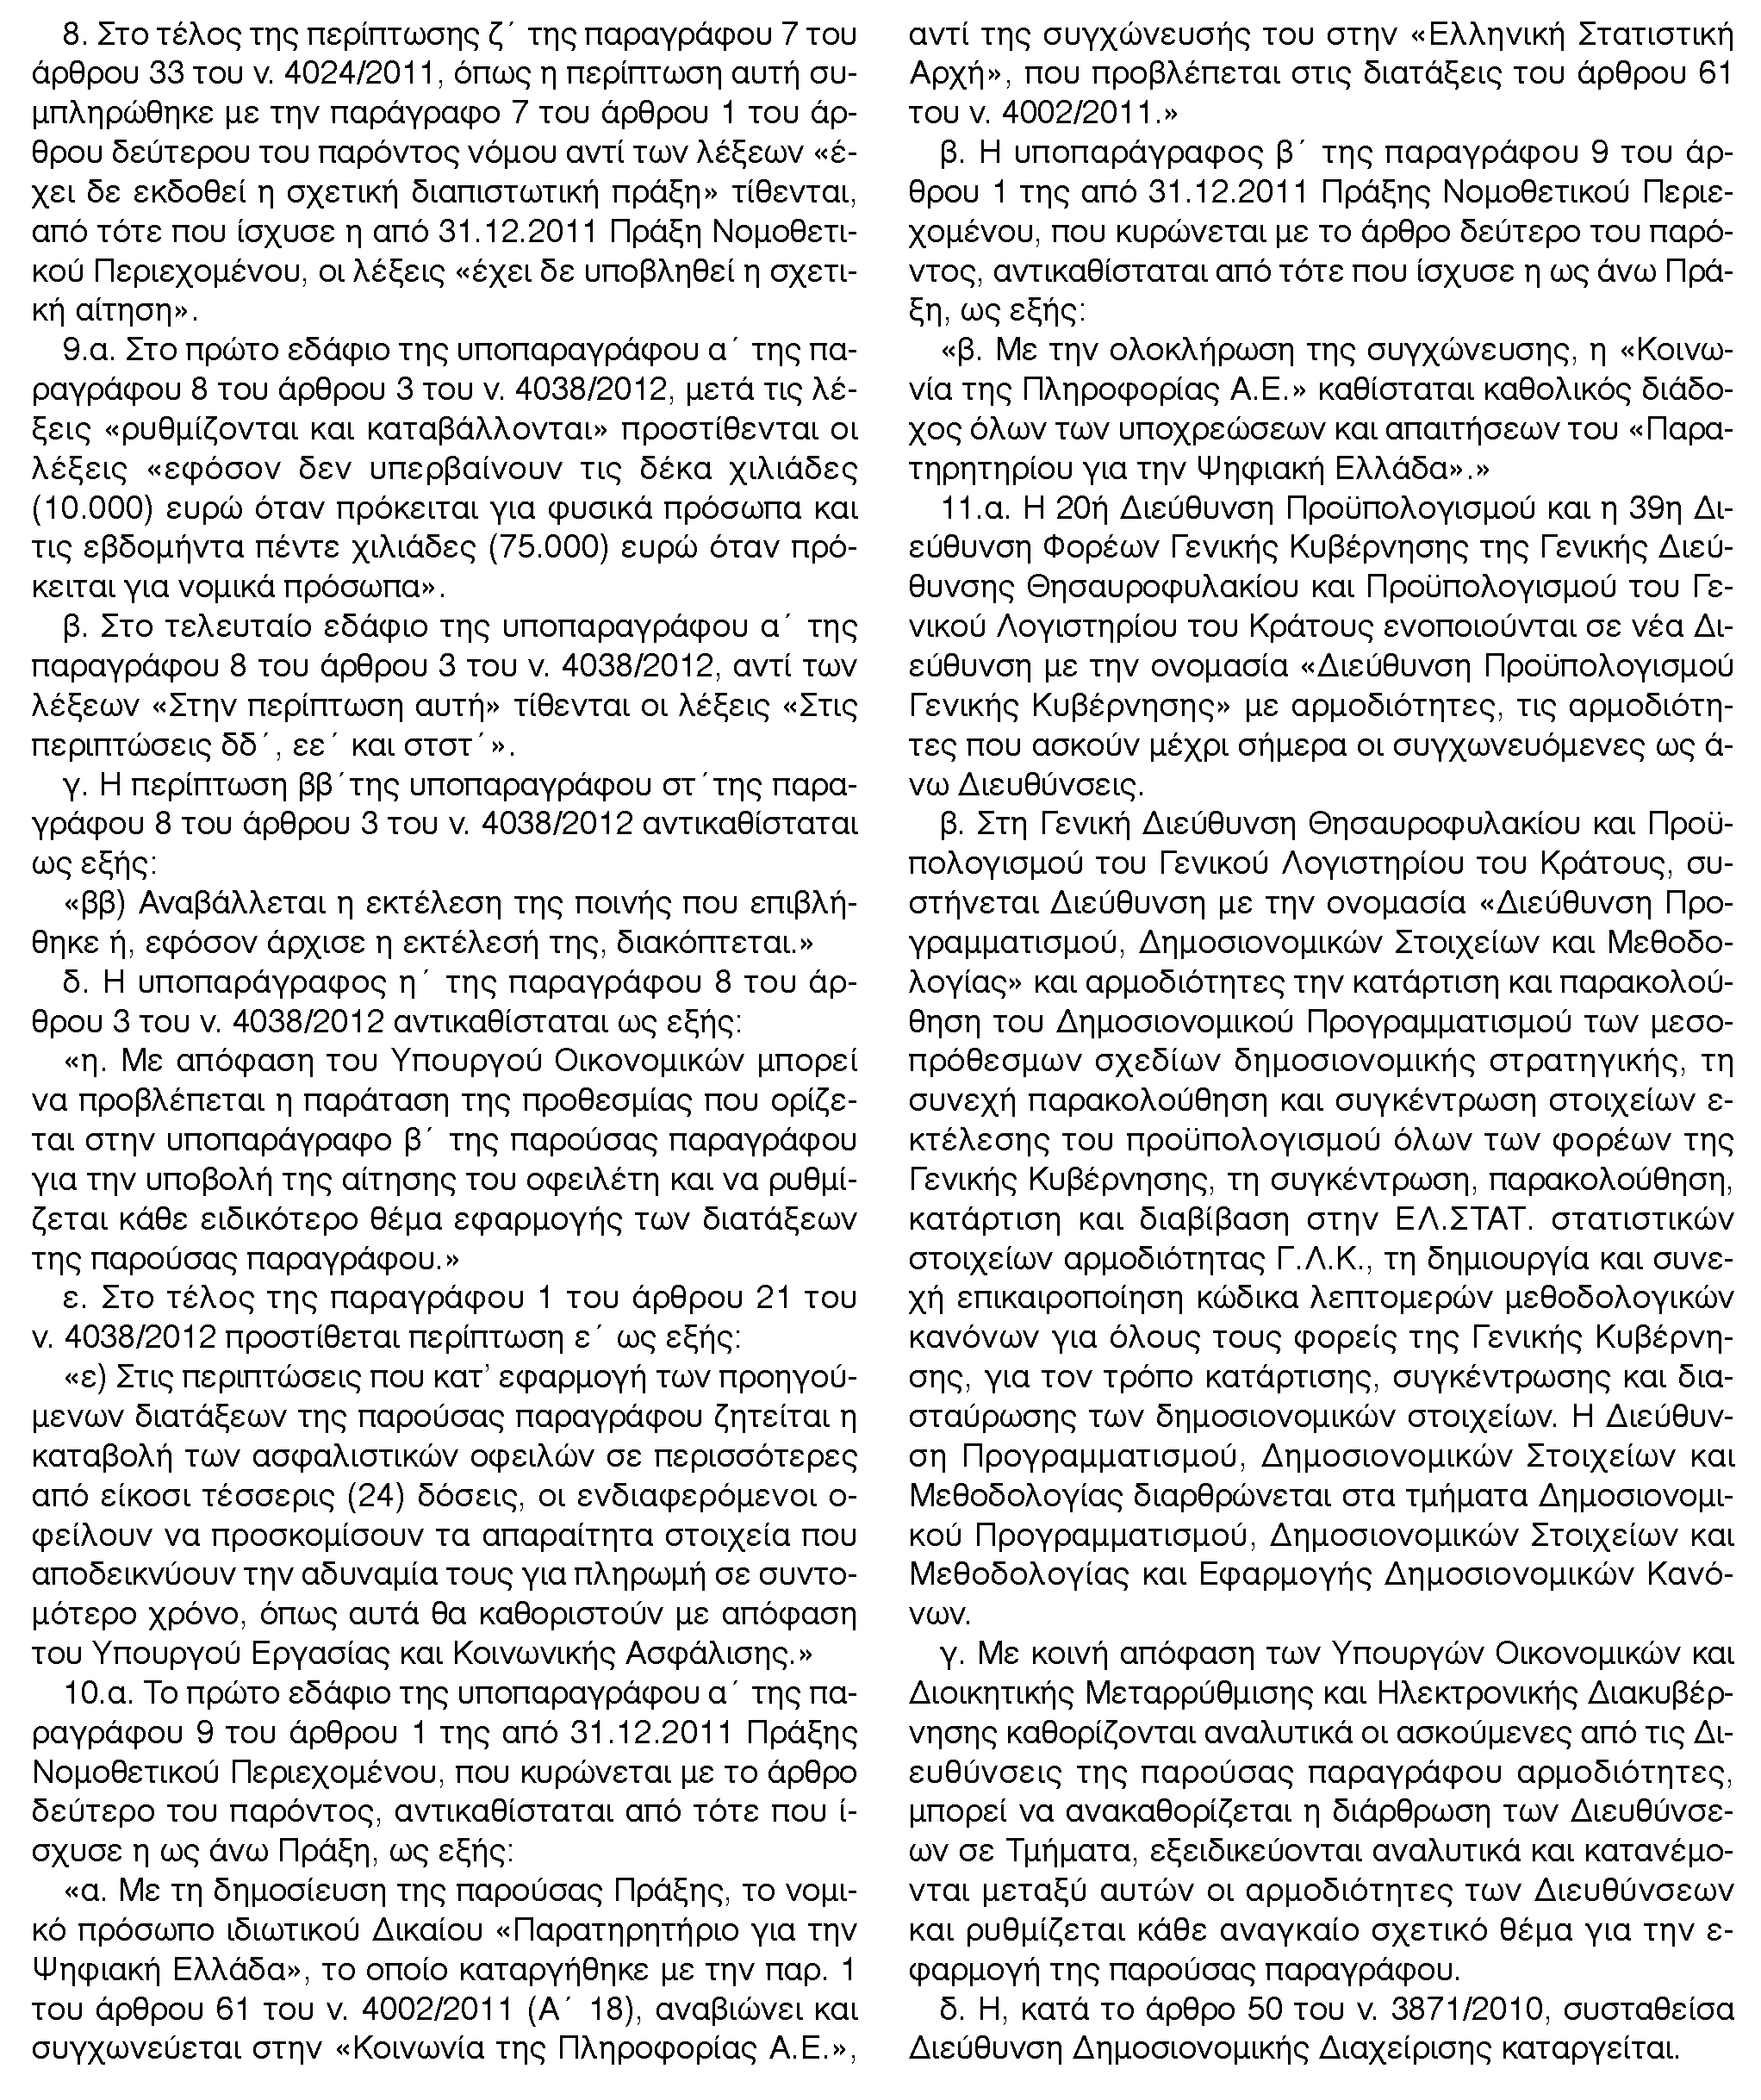 8. Στο τέλος της περίπτωσης ζ΄ της παραγράφου 7 του
άρθρου 33 του ν. 4024/2011, όπως η περίπτωση αυτή συ-
μπληρώθηκε με την παράγραφο 7 του άρθρου 1 του άρ-
θρου δεύτερου του παρόντος νόμου αντί των λέξεων «έ-
χει δε εκδοθεί η σχετική διαπιστωτική πράξη» τίθενται,
από τότε που ίσχυσε η από 31.12.2011 Πράξη Νομοθετι-
κού Περιεχομένου, οι λέξεις «έχει δε υποβληθεί η σχετι-
κή αίτηση».
9.α. Στο πρώτο εδάφιο της υποπαραγράφου α΄ της πα-
ραγράφου 8 του άρθρου 3 του ν. 4038/2012, μετά τις λέ-
ξεις «ρυθμίζονται και καταβάλλονται» προστίθενται οι
λέξεις «εφόσον δεν υπερβαίνουν τις δέκα χιλιάδες
(10.000) ευρώ όταν πρόκειται για φυσικά πρόσωπα και
τις εβδομήντα πέντε χιλιάδες (75.000) ευρώ όταν πρό-
κειται για νομικά πρόσωπα».
β. Στο τελευταίο εδάφιο της υποπαραγράφου α΄ της
παραγράφου 8 του άρθρου 3 του ν. 4038/2012, αντί των
λέξεων «Στην περίπτωση αυτή» τίθενται οι λέξεις «Στις
περιπτώσεις δδ΄, εε΄ και στστ΄».
γ. Η περίπτωση ββ΄της υποπαραγράφου στ΄της παρα-
γράφου 8 του άρθρου 3 του ν. 4038/2012 αντικαθίσταται
ως εξής:
«ββ) Αναβάλλεται η εκτέλεση της ποινής που επιβλή-
θηκε ή, εφόσον άρχισε η εκτέλεσή της, διακόπτεται.»
δ. Η υποπαράγραφος η΄ της παραγράφου 8 του άρ-
θρου 3 του ν. 4038/2012 αντικαθίσταται ως εξής:
«η. Με απόφαση του Υπουργού Οικονομικών μπορεί
να προβλέπεται η παράταση της προθεσμίας που ορίζε-
ται στην υποπαράγραφο β΄ της παρούσας παραγράφου
για την υποβολή της αίτησης του οφειλέτη και να ρυθμί-
ζεται κάθε ειδικότερο θέμα εφαρμογής των διατάξεων
της παρούσας παραγράφου.»
ε. Στο τέλος της παραγράφου 1 του άρθρου 21 του
ν. 4038/2012 προστίθεται περίπτωση ε΄ ως εξής:
«ε) Στις περιπτώσεις που κατ’ εφαρμογή των προηγού-
μενων διατάξεων της παρούσας παραγράφου ζητείται η
καταβολή των ασφαλιστικών οφειλών σε περισσότερες
από είκοσι τέσσερις (24) δόσεις, οι ενδιαφερόμενοι ο-
φείλουν να προσκομίσουν τα απαραίτητα στοιχεία που
αποδεικνύουν την αδυναμία τους για πληρωμή σε συντο-
μότερο χρόνο, όπως αυτά θα καθοριστούν με απόφαση
του Υπουργού Εργασίας και Κοινωνικής Ασφάλισης.»
10.α. Το πρώτο εδάφιο της υποπαραγράφου α΄ της πα-
ραγράφου 9 του άρθρου 1 της από 31.12.2011 Πράξης
Νομοθετικού Περιεχομένου, που κυρώνεται με το άρθρο
δεύτερο του παρόντος, αντικαθίσταται από τότε που ί-
σχυσε η ως άνω Πράξη, ως εξής:
«α. Με τη δημοσίευση της παρούσας Πράξης, το νομι-
κό πρόσωπο ιδιωτικού Δικαίου «Παρατηρητήριο για την
Ψηφιακή Ελλάδα», το οποίο καταργήθηκε με την παρ. 1
του άρθρου 61 του ν. 4002/2011 (Α΄ 18), αναβιώνει και
συγχωνεύεται στην «Κοινωνία της Πληροφορίας Α.Ε.»,
αντί της συγχώνευσής του στην «Ελληνική Στατιστική
Αρχή», που προβλέπεται στις διατάξεις του άρθρου 61
του ν. 4002/2011.»
β. Η υποπαράγραφος β΄ της παραγράφου 9 του άρ-
θρου 1 της από 31.12.2011 Πράξης Νομοθετικού Περιε-
χομένου, που κυρώνεται με το άρθρο δεύτερο του παρό-
ντος, αντικαθίσταται από τότε που ίσχυσε η ως άνω Πρά-
ξη, ως εξής:
«β. Με την ολοκλήρωση της συγχώνευσης, η «Κοινω-
νία της Πληροφορίας Α.Ε.» καθίσταται καθολικός διάδο-
χος όλων των υποχρεώσεων και απαιτήσεων του «Παρα-
τηρητηρίου για την Ψηφιακή Ελλάδα».»
11.α. Η 20ή Διεύθυνση Προϋπολογισμού και η 39η Δι-
εύθυνση Φορέων Γενικής Κυβέρνησης της Γενικής Διεύ-
θυνσης Θησαυροφυλακίου και Προϋπολογισμού του Γε-
νικού Λογιστηρίου του Κράτους ενοποιούνται σε νέα Δι-
εύθυνση με την ονομασία «Διεύθυνση Προϋπολογισμού
Γενικής Κυβέρνησης» με αρμοδιότητες, τις αρμοδιότη-
τες που ασκούν μέχρι σήμερα οι συγχωνευόμενες ως ά-
νω Διευθύνσεις.
β. Στη Γενική Διεύθυνση Θησαυροφυλακίου και Προϋ-
πολογισμού του Γενικού Λογιστηρίου του Κράτους, συ-
στήνεται Διεύθυνση με την ονομασία «Διεύθυνση Προ-
γραμματισμού, Δημοσιονομικών Στοιχείων και Μεθοδο-
λογίας» και αρμοδιότητες την κατάρτιση και παρακολού-
θηση του Δημοσιονομικού Προγραμματισμού των μεσο-
πρόθεσμων σχεδίων δημοσιονομικής στρατηγικής, τη
συνεχή παρακολούθηση και συγκέντρωση στοιχείων ε-
κτέλεσης του προϋπολογισμού όλων των φορέων της
Γενικής Κυβέρνησης, τη συγκέντρωση, παρακολούθηση,
κατάρτιση και διαβίβαση στην ΕΛ.ΣΤΑΤ. στατιστικών
στοιχείων αρμοδιότητας Γ.Λ.Κ., τη δημιουργία και συνε-
χή επικαιροποίηση κώδικα λεπτομερών μεθοδολογικών
κανόνων για όλους τους φορείς της Γενικής Κυβέρνη-
σης, για τον τρόπο κατάρτισης, συγκέντρωσης και δια-
σταύρωσης των δημοσιονομικών στοιχείων. Η Διεύθυν-
ση Προγραμματισμού, Δημοσιονομικών Στοιχείων και
Μεθοδολογίας διαρθρώνεται στα τμήματα Δημοσιονομι-
κού Προγραμματισμού, Δημοσιονομικών Στοιχείων και
Μεθοδολογίας και Εφαρμογής Δημοσιονομικών Κανό-
νων.
γ. Με κοινή απόφαση των Υπουργών Οικονομικών και
Διοικητικής Μεταρρύθμισης και Ηλεκτρονικής Διακυβέρ-
νησης καθορίζονται αναλυτικά οι ασκούμενες από τις Δι-
ευθύνσεις της παρούσας παραγράφου αρμοδιότητες,
μπορεί να ανακαθορίζεται η διάρθρωση των Διευθύνσε-
ων σε Τμήματα, εξειδικεύονται αναλυτικά και κατανέμο-
νται μεταξύ αυτών οι αρμοδιότητες των Διευθύνσεων
και ρυθμίζεται κάθε αναγκαίο σχετικό θέμα για την ε-
φαρμογή της παρούσας παραγράφου.
δ. Η, κατά το άρθρο 50 του ν. 3871/2010, συσταθείσα
Διεύθυνση Δημοσιονομικής Διαχείρισης καταργείται.